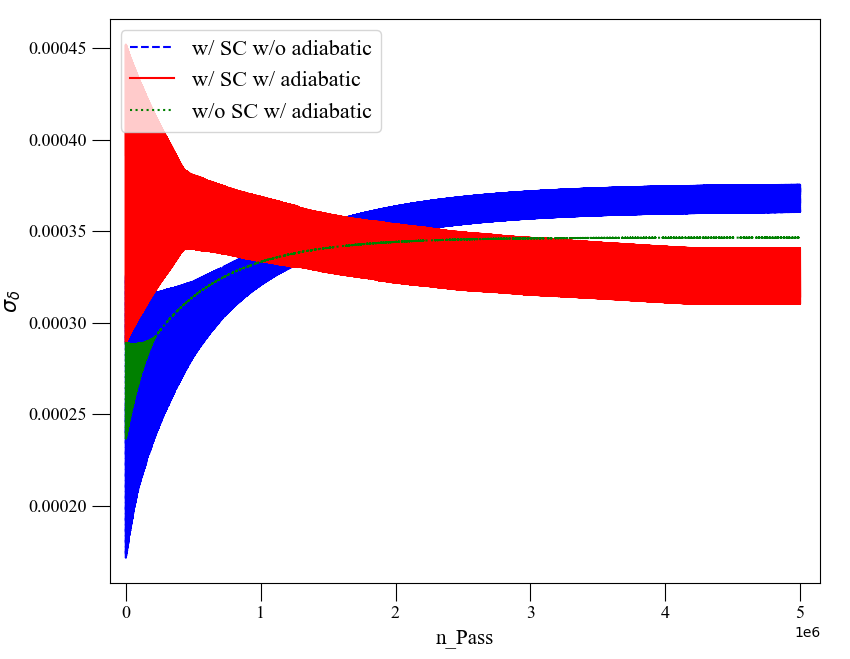 w/ SC w/o adiabatic
w/ SC w/ adiabatic
w/o SC w/ adiabatic
0.00045
0.00040
0.00035
0.00030
0.00025
0.00020
σδ
0 1 2 3 4 5
1e6
n_Pass